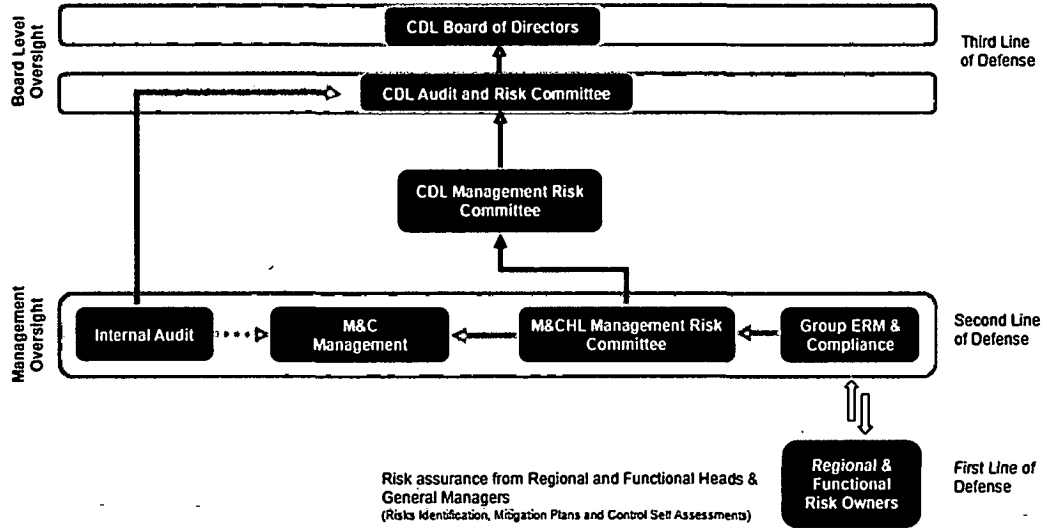 Board Level
Oversight
CDL Board of Directors
Third Line
of Defense
CDL Audit and Risk Committee
CDL Management Risk
Committee
Management
Oversight
Internal Audit
M&C
Management
M&CHL Management Risk
Committee
Group ERM &
Compliance
Second Line
of Defense
Regional &
Functional
Risk Owners
First Line of
Defense
Risk assurance from Regional and Functional Heads &
General Managers
(Risks Identification, Mitigation Plans and Control Self Assessments)